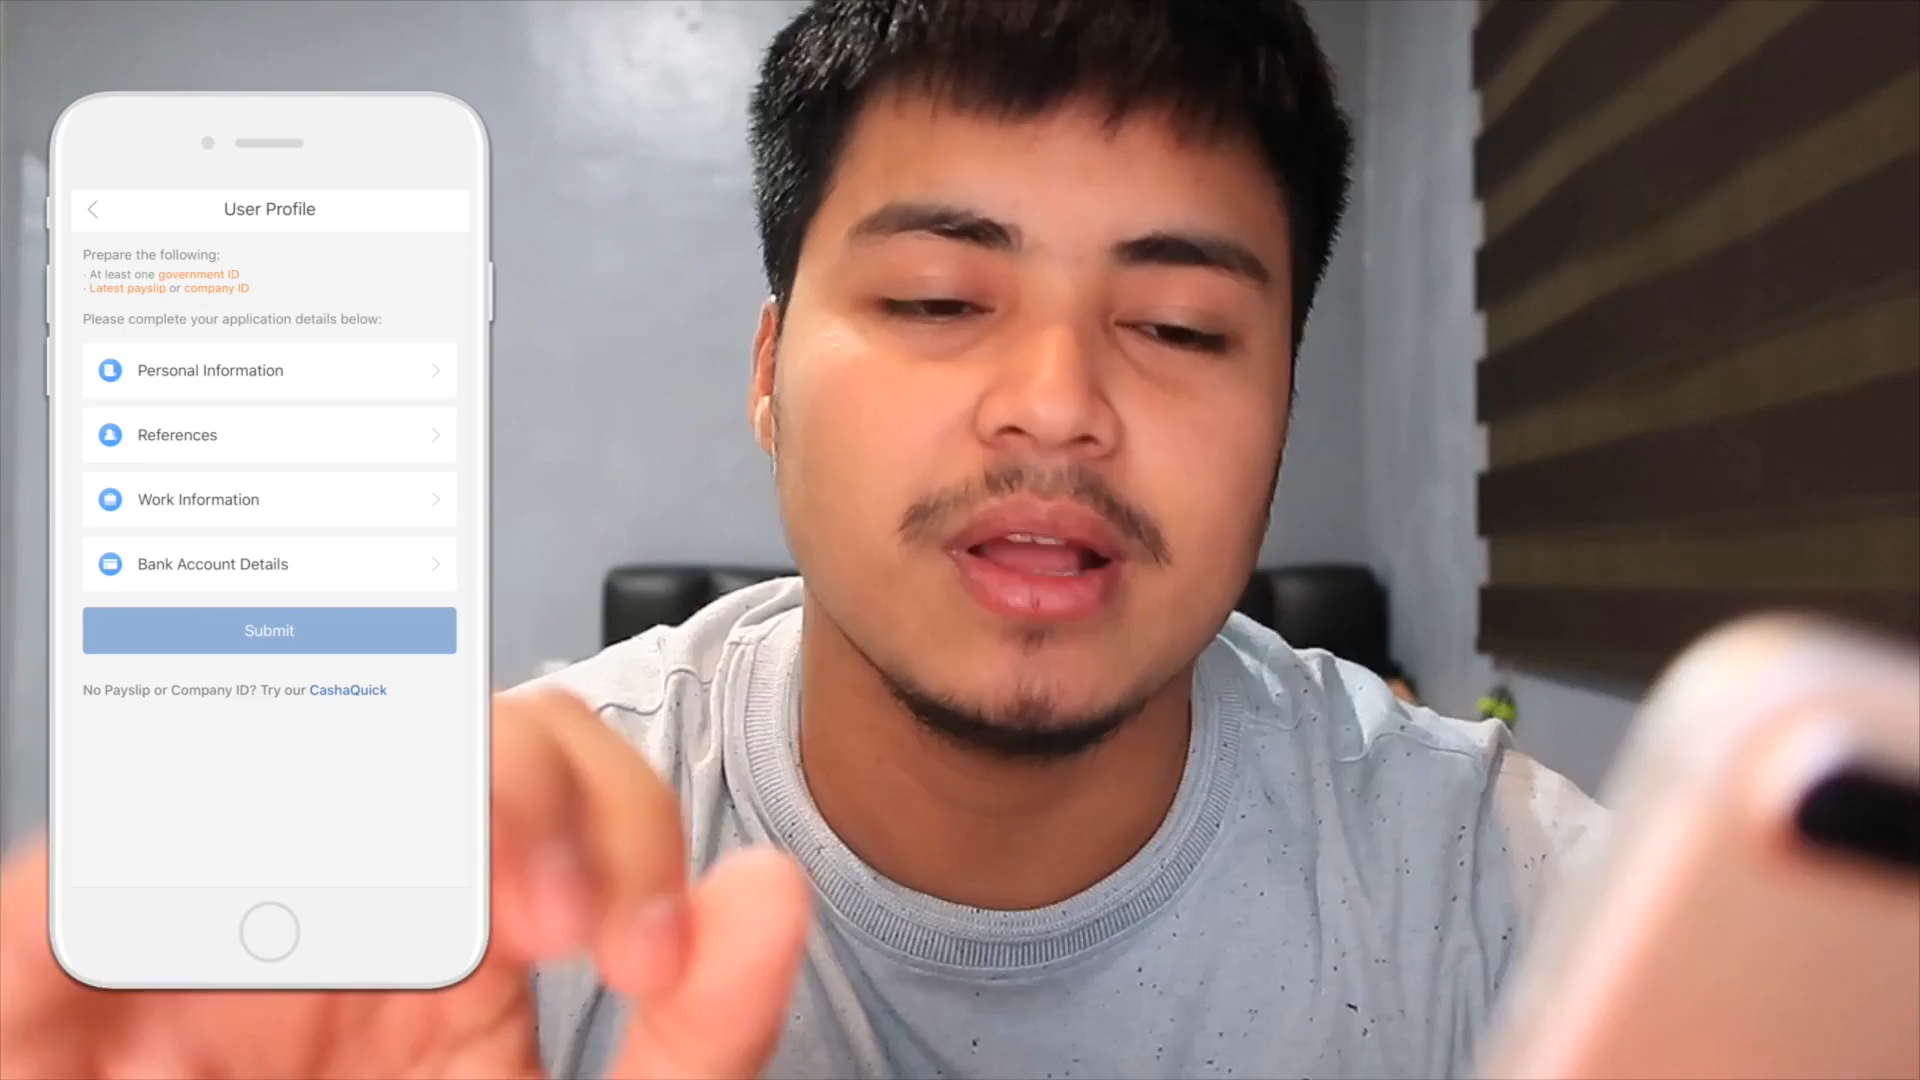 User Profile
Prepare the following:
- At least one government ID
- Latest payslip or company ID
Please complete your application details below:
Personal Information
References
Work Information
Bank Account Details
Submit
No Payslip or Company ID? Try our CashaQuick